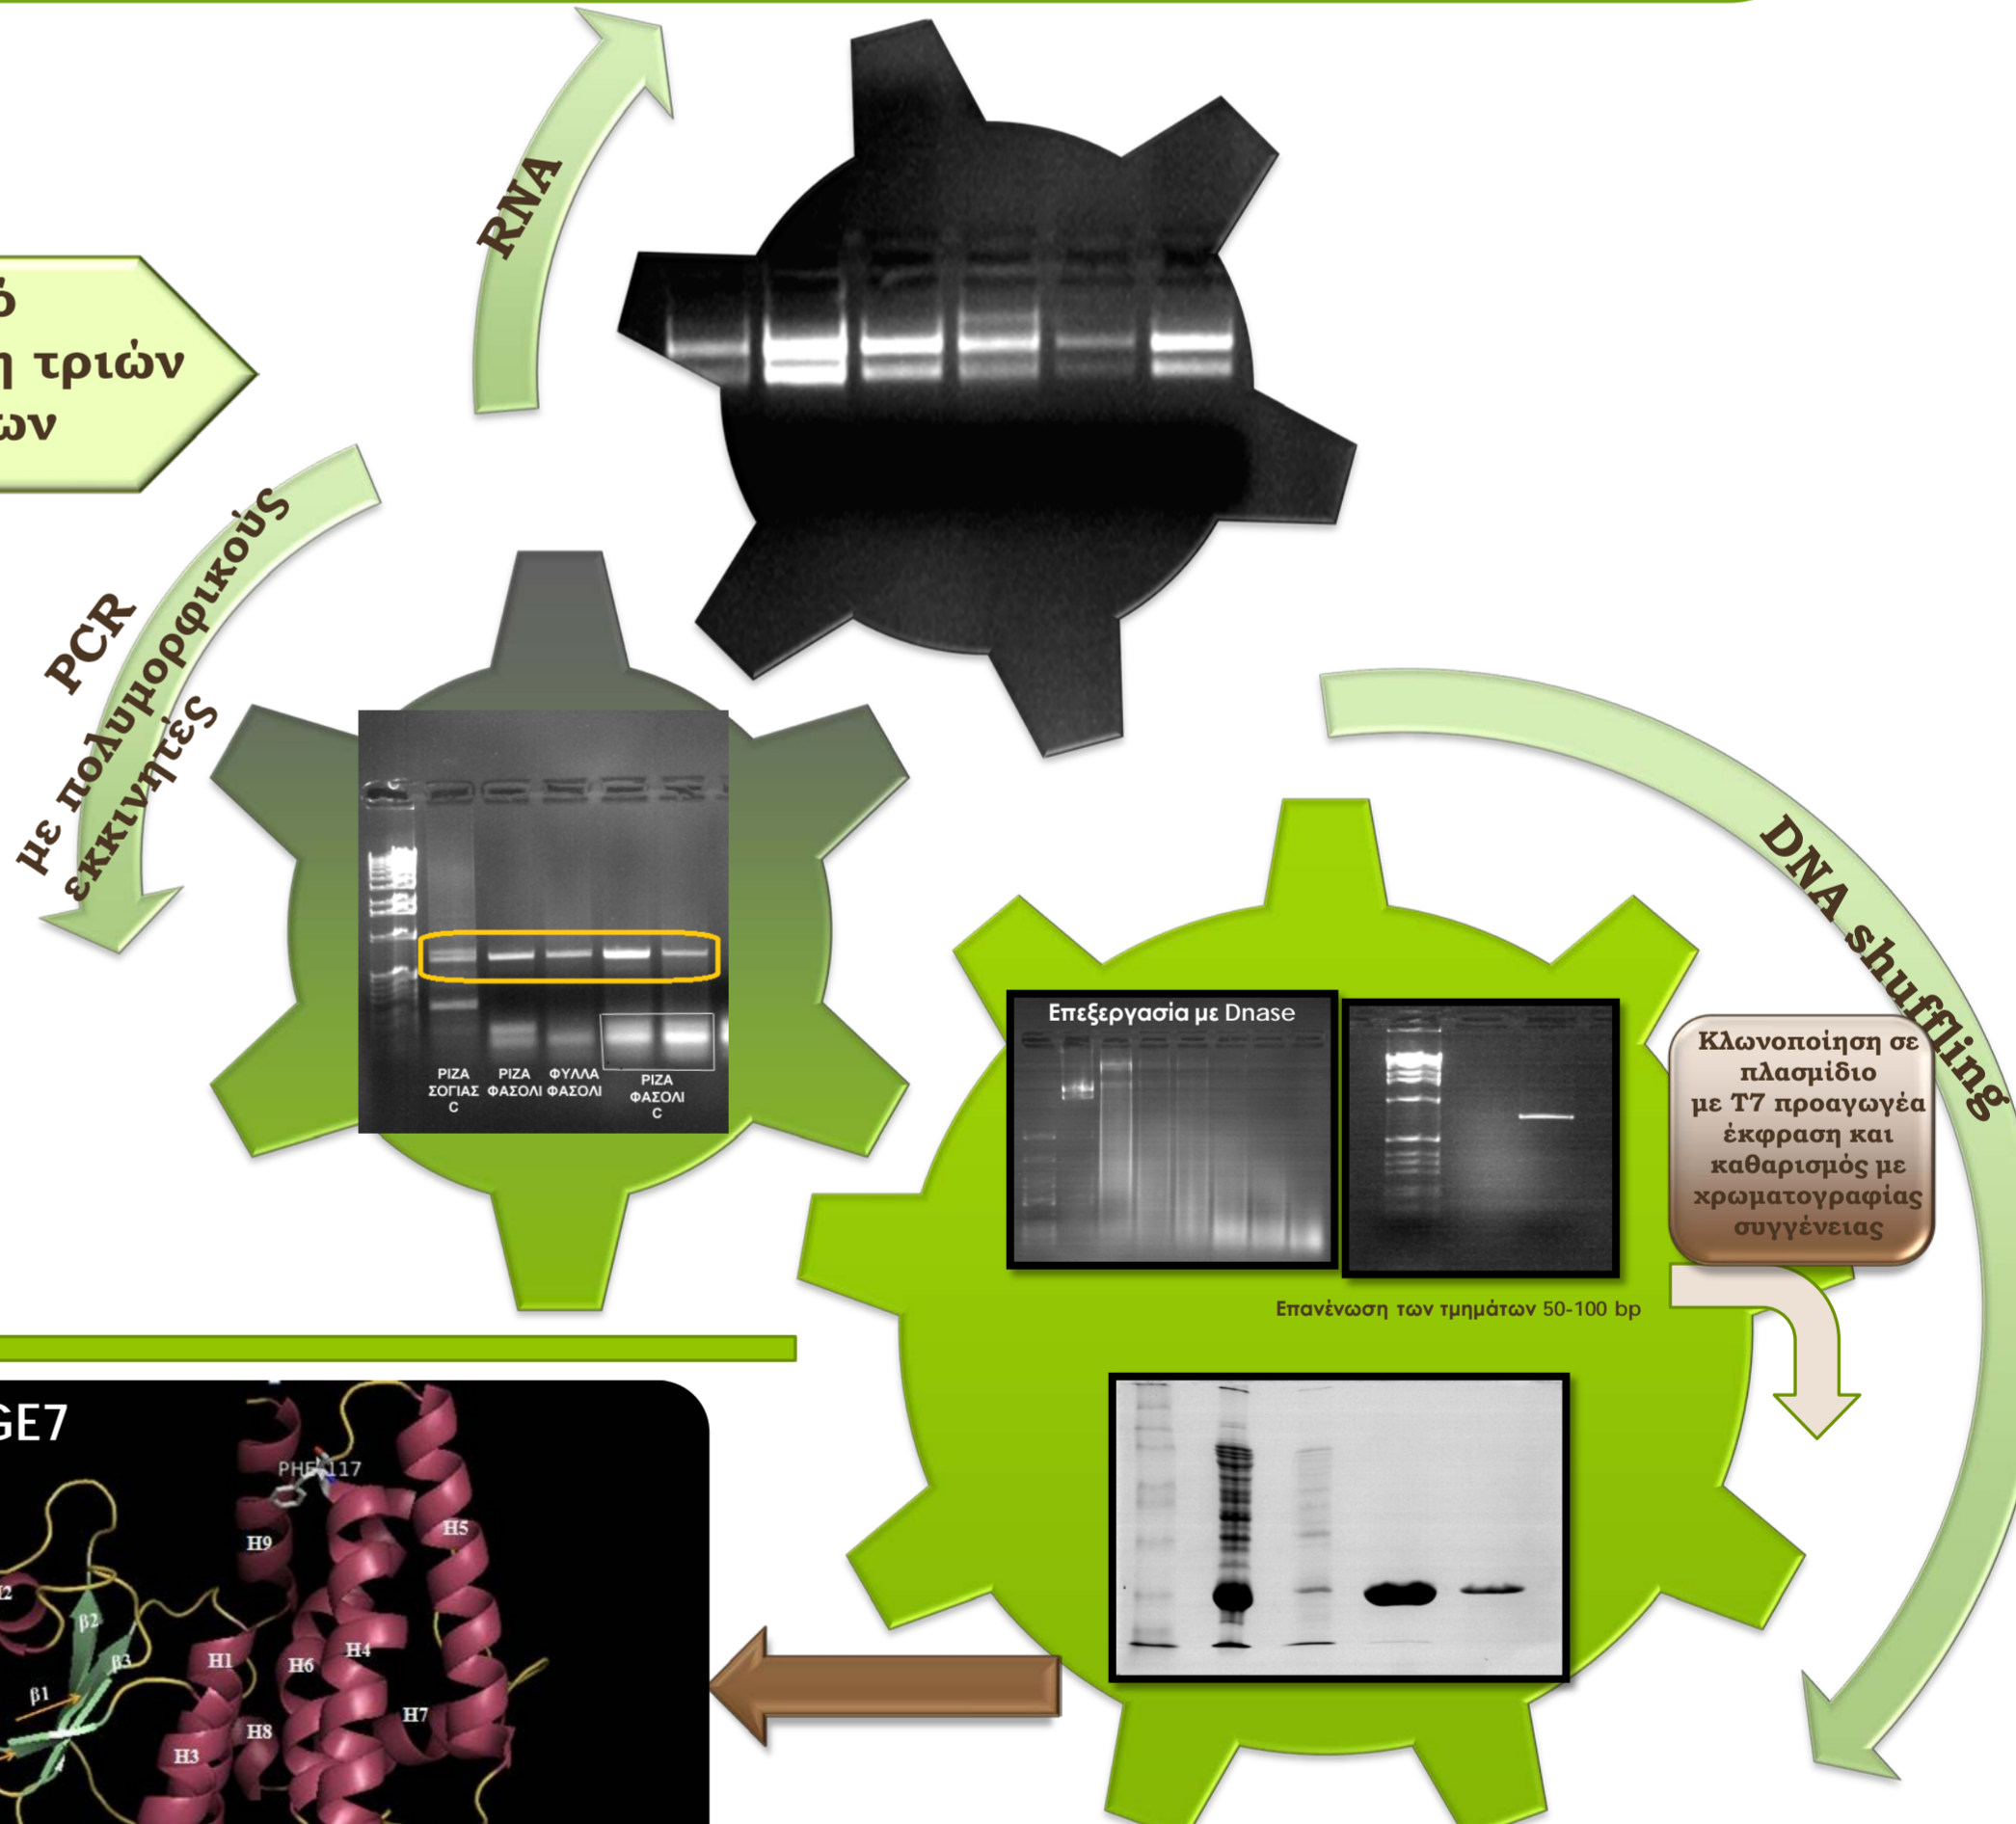 RNA
τριών
PCR
με πολυμορφικούς
εκκινητές
ΡΙΖΑ
ΣΟΓΙΑΣ
C
ΡΙΖΑ
ΦΑΣΟΛΙ
ΦΥΛΛΑ
ΦΑΣΟΛΙ
ΡΙΖΑ
ΦΑΣΟΛΙ
C
DNA shuffling
Επεξεργασία με Dnase
Κλωνοποίηση σε
πλασμίδιο
με Τ7 προαγωγέα
έκφραση και
καθαρισμός με
χρωματογραφίας
συγγένειας
Επανένωση των τμημάτων 50-100 bp
GE7
PHE 117
H5
H9
β2
β3
H1
H6
H4
β1
H7
H8
H3